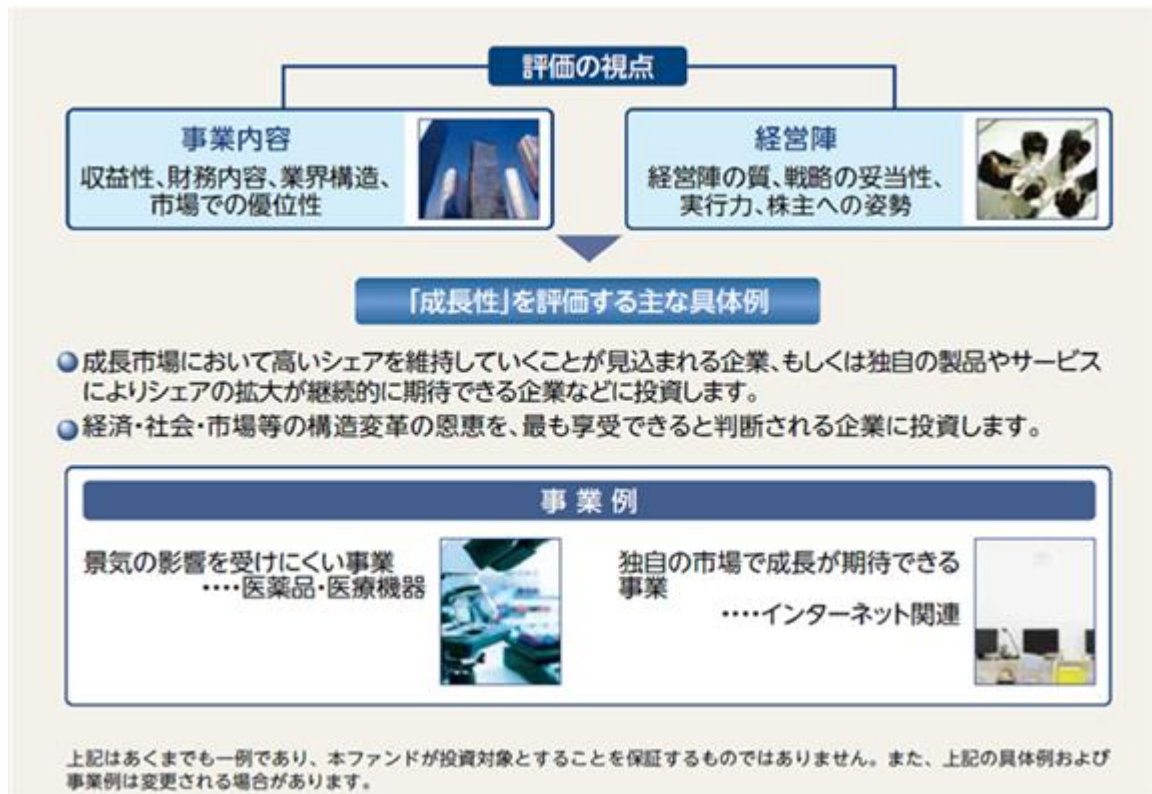 評価の視点
事業内容
収益性、財務内容、業界構造、
市場での優位性
経営陣
経営陣の質、戦略の妥当性、
実行力、株主への姿勢
「成長性」を評価する主な具体例
成長市場において高いシェアを維持していくことが見込まれる企業、もしくは独自の製品やサービス
によりシェアの拡大が継続的に期待できる企業などに投資します。
経済・社会・市場等の構造変革の恩恵を、最も享受できると判断される企業に投資します。
事業例
景気の影響を受けにくい事業
‥‥医薬品・医療機器
独自の市場で成長が期待できる
事業
‥‥インターネット関連
上記はあくまでも一例であり、本ファンドが投資対象とすることを保証するものではありません。また、上記の具体例および
事業例は変更される場合があります。